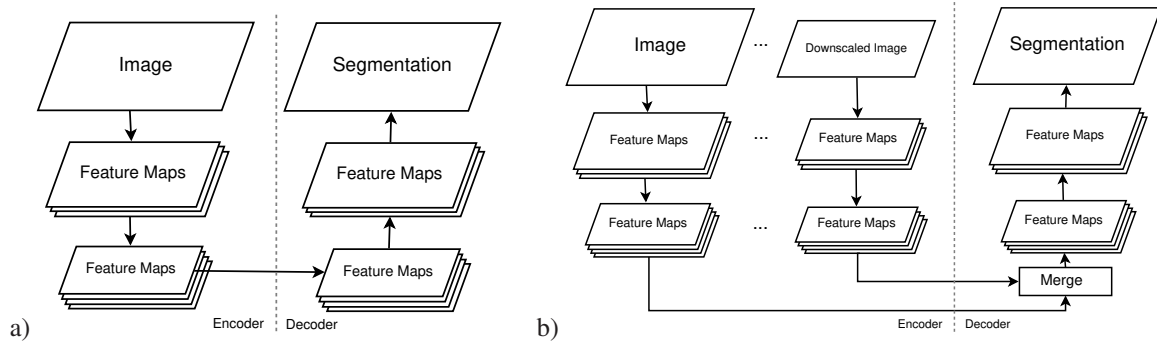 Image
Segmentation
Feature Maps
Feature Maps
Feature Maps
Feature Maps
Encoder
Decoder
a)
Image
...
Downscaled Image
Segmentation
Feature Maps
...
Feature Maps
Feature Maps
Feature Maps
...
Feature Maps
Feature Maps
Merge
Encoder
Decoder
b)